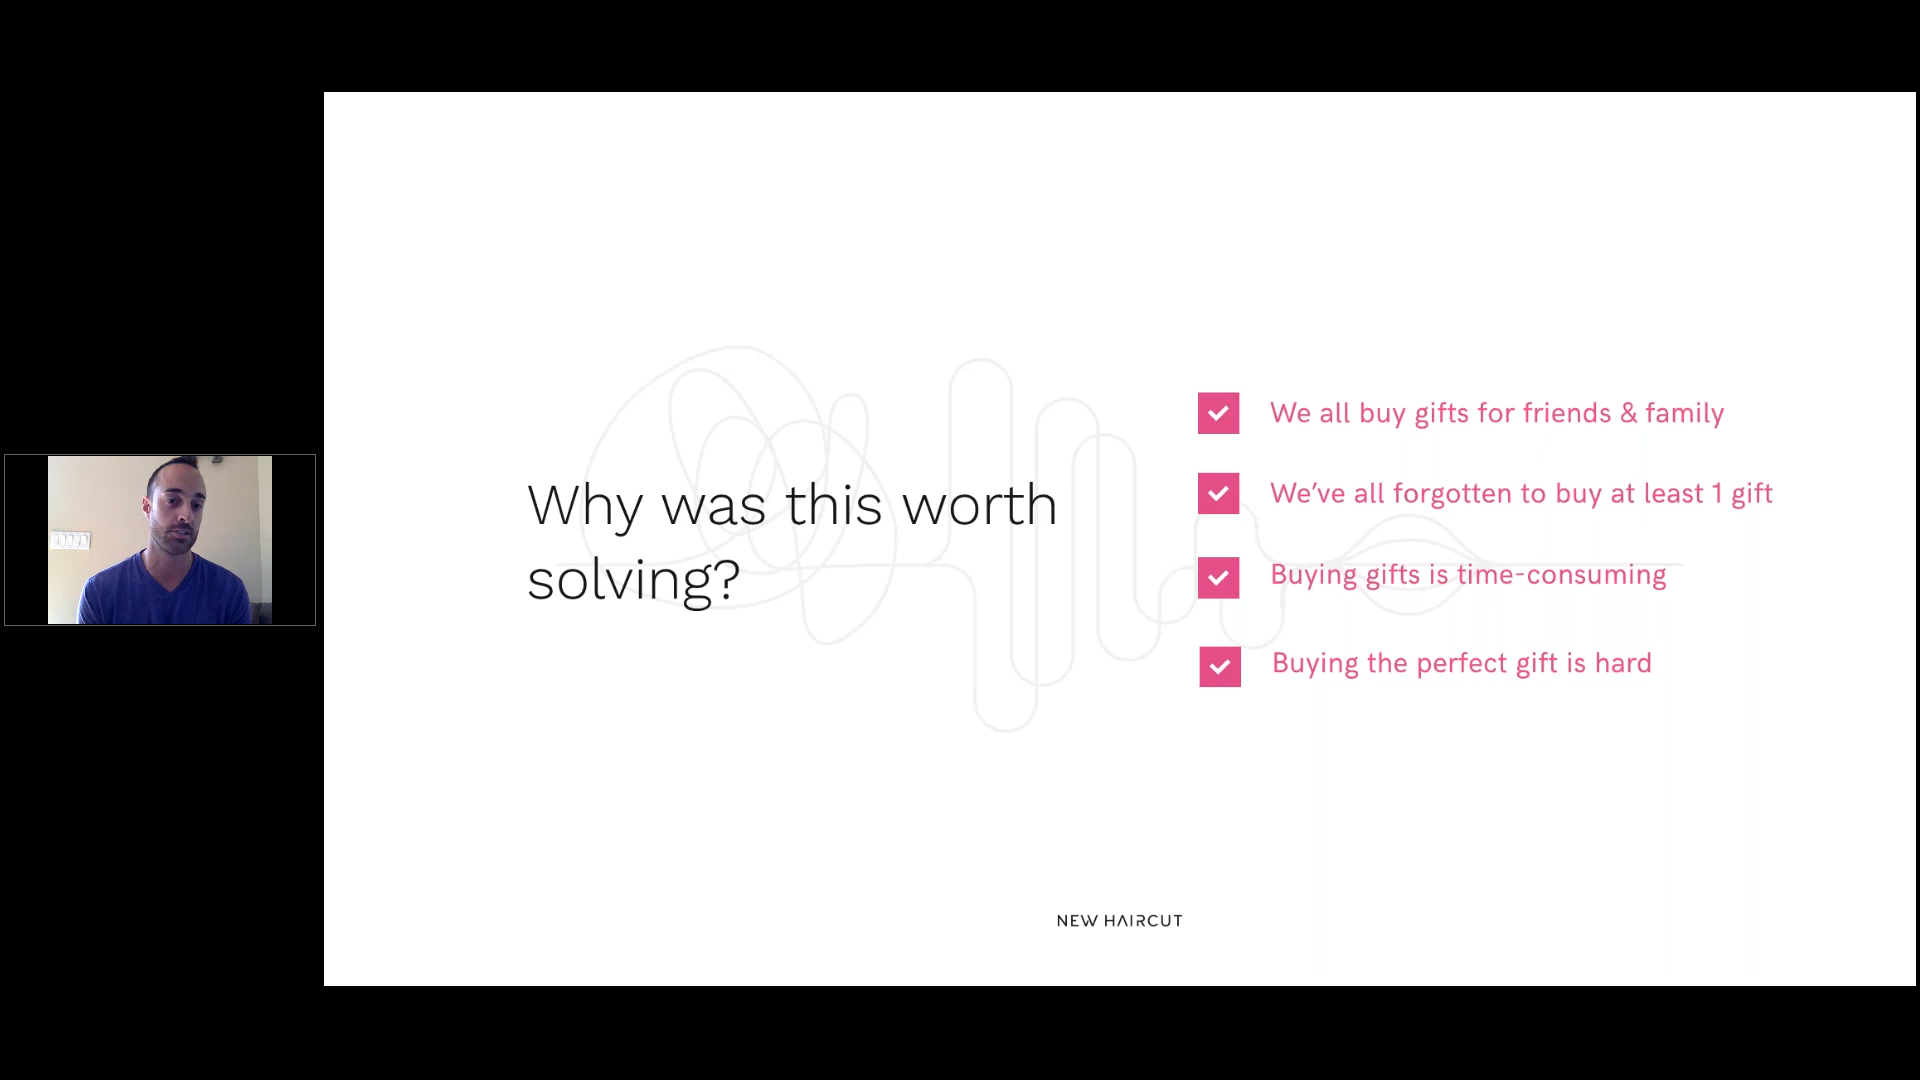 Why was this worth
solving?
We all buy gifts for friends & family
We’ve all forgotten to buy at least 1 gift
Buying gifts is time-consuming
Buying the perfect gift is hard
NEW HAIRCUT